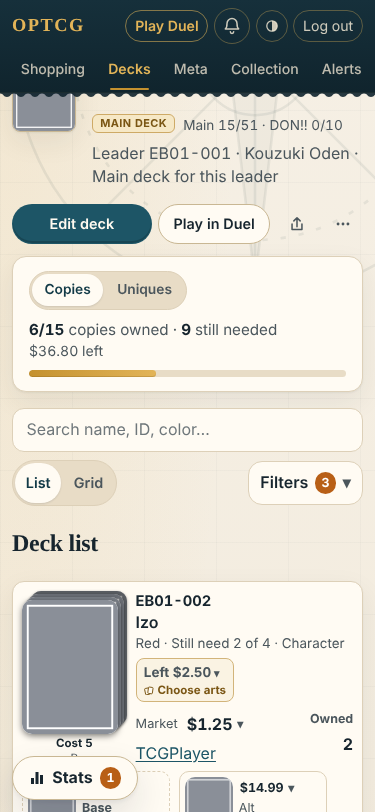 OPTCG
Play Duel
Log out
Shopping
Decks
Meta
Collection
Alerts
MAIN DECK
Main 15/51 · DON!! 0/10
Leader EB01-001 · Kouzuki Oden ·
Main deck for this leader
Edit deck
Play in Duel
Copies
Uniques
6/15 copies owned · 9 still needed
$36.80 left
Search name, ID, color...
List
Grid
Filters 3 ▾
Deck list
EB01-002
Izo
Red · Still need 2 of 4 · Character
Left $2.50 ▾
Choose arts
Market $1.25 ▾
Owned
2
TCGPlayer
Cost 5
Stats 1
Base
$14.99 ▾
Alt